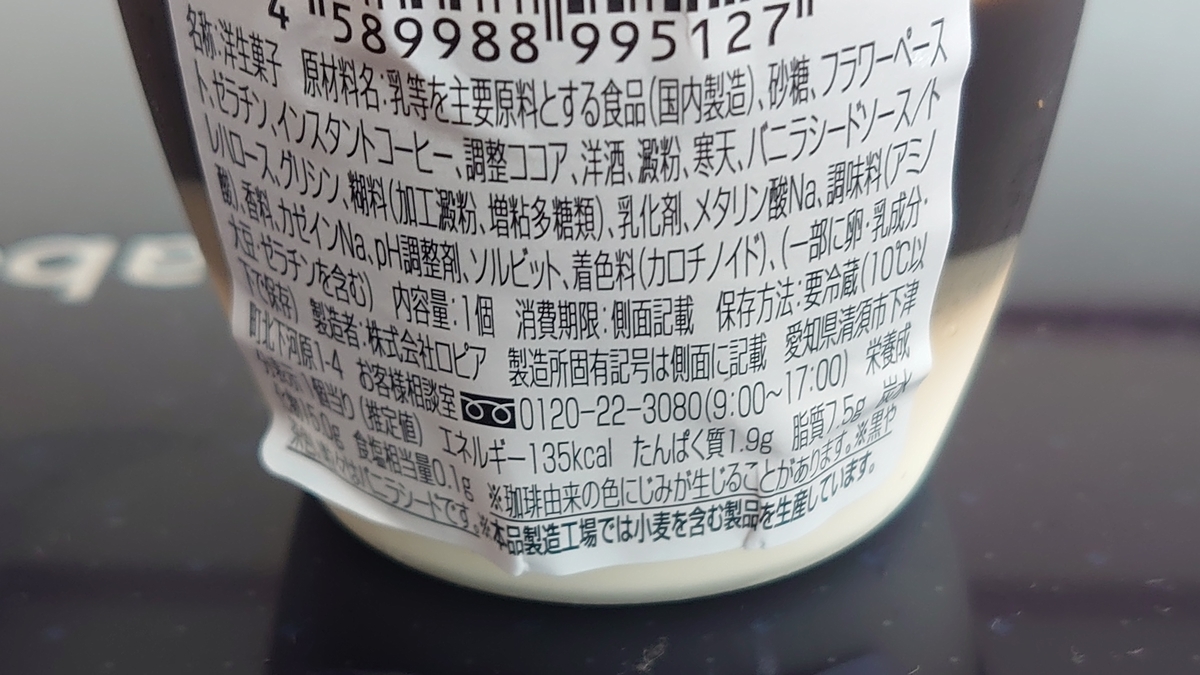 4 589988 995127
名称:洋生菓子 原材料名:乳等を主要原料とする食品(国内製造)、砂糖、フラワーペース
ト、ゼラチン、インスタントコーヒー、調整ココア、洋酒、澱粉、寒天、バニラシードソース/ト
レハロース、グリシン、糊料(加工澱粉、増粘多糖類)、乳化剤、メタリン酸Na、調味料(アミノ
酸)、香料、カゼインNa、pH調整剤、ソルビット、着色料(カロチノイド)、(一部に卵・乳成分・
大豆・ゼラチンを含む) 内容量:1個 消費期限:側面記載 保存方法:要冷蔵(10℃以
下で保存) 製造者:株式会社ロピア 製造所固有記号は側面に記載 愛知県清須市下津
町北下河原1-4 お客様相談室 0120-22-3080(9:00~17:00) 栄養成
1個当り(推定値) エネルギー135kcal たんぱく質1.9g 脂質7.5g 炭水
食塩相当量0.1g ※珈琲由来の色にじみが生じることがあります。※黒や
バニラシードです。※本品製造工場では小麦を含む製品を生産しています。